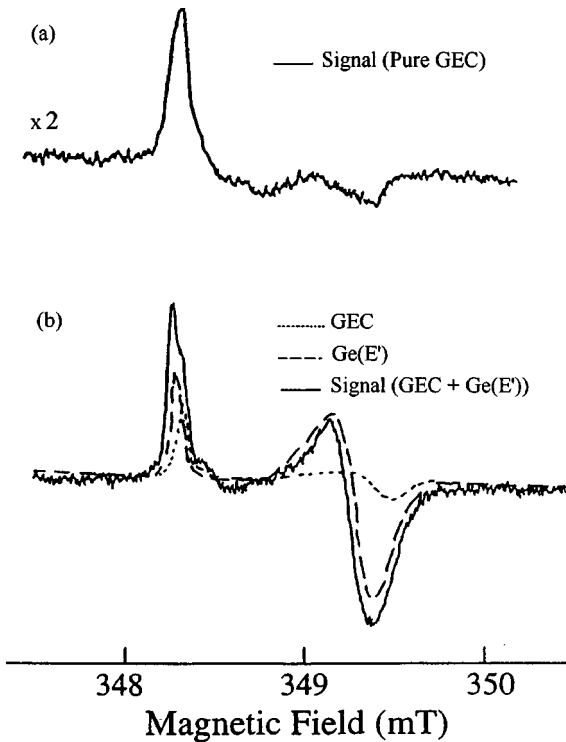 (a)
Signal (Pure GEC)
x 2
(b)
GEC
Ge(E')
Signal (GEC + Ge(E'))
348 349 350
Magnetic Field (mT)